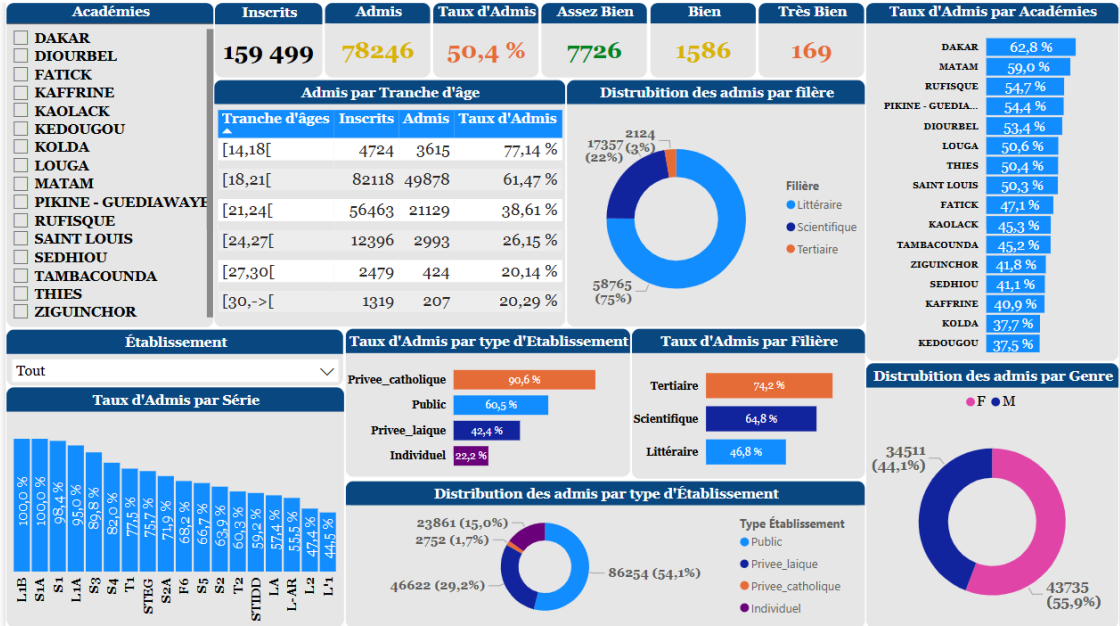 Académies
DAKAR
DIOURBEL
FATICK
KAFFRINE
KAOLACK
KEDOUGOU
KOLDA
LOUGA
MATAM
PIKINE - GUEDIAWAYE
RUFISQUE
SAINT LOUIS
SEDHIOU
TAMBACOUNDA
THIES
ZIGUINCHOR
Inscrits
159 499
Admis
78246
Taux d'Admis
50,4 %
Assez Bien
7726
Bien
1586
Très Bien
169
Admis par Tranche d'âge
Tranche d'âges Inscrits Admis Taux d'Admis
[14,18[ 4724 3615 77,14 %
[18,21[ 82118 49878 61,47 %
[21,24[ 56463 21129 38,61 %
[24,27[ 12396 2993 26,15 %
[27,30[ 2479 424 20,14 %
[30,->[ 1319 207 20,29 %
Distrubition des admis par filère
2124
(3%)
17357
(22%)
58765
(75%)
Filière
Littéraire
Scientifique
Tertiaire
Taux d'Admis par Académies
DAKAR 62,8 %
MATAM 59,0 %
RUFISQUE 54,7 %
PIKINE - GUEDIA... 54,4 %
DIOURBEL 53,4 %
LOUGA 50,6 %
THIES 50,4 %
SAINT LOUIS 50,3 %
FATICK 47,1 %
KAOLACK 45,3 %
TAMBACOUNDA 45,2 %
ZIGUINCHOR 41,8 %
SEDHIOU 41,1 %
KAFFRINE 40,9 %
KOLDA 37,7 %
KEDOUGOU 37,5 %
Établissement
Tout
Taux d'Admis par Série
100,0 %
100,0 %
98,4 %
95,0 %
89,8 %
82,0 %
77,5 %
75,7 %
71,9 %
68,2 %
66,7 %
63,9 %
60,3 %
59,2 %
57,4 %
55,5 %
47,4 %
44,5 %
L1B
S1A
S1
L1A
S3
S4
T1
STEG
S2A
F6
S5
S2
T2
STIDD
LA
L-AR
L2
L'1
Taux d'Admis par type d'Etablissement
Privee_catholique 90,6 %
Public 60,5 %
Privee_laique 42,4 %
Individuel 22,2 %
Taux d'Admis par Filière
Tertiaire 74,2 %
Scientifique 64,8 %
Littéraire 46,8 %
Distribution des admis par type d'Établissement
23861 (15,0%)
2752 (1,7%)
46622 (29,2%)
86254 (54,1%)
Type Établissement
Public
Privee_laique
Privee_catholique
Individuel
Distrubition des admis par Genre
F M
34511
(44,1%)
43735
(55,9%)